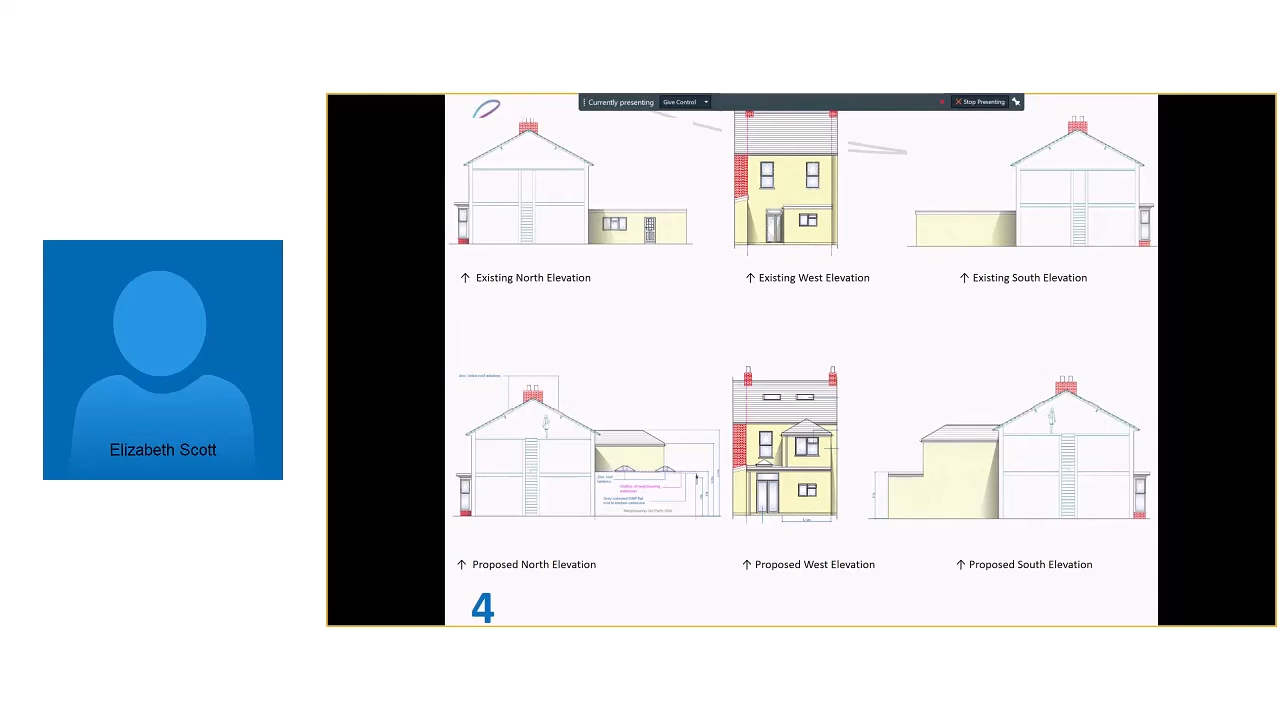 Currently presenting
Give Control
Stop Presenting
↑ Existing North Elevation
↑ Existing West Elevation
↑ Existing South Elevation
Elizabeth Scott
↑ Proposed North Elevation
↑ Proposed West Elevation
↑ Proposed South Elevation
4